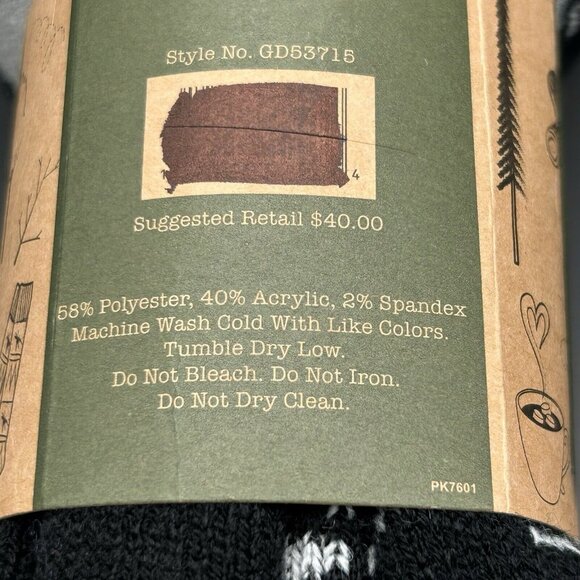 Style No. GD53715
4
Suggested Retail $40.00
58% Polyester, 40% Acrylic, 2% Spandex
Machine Wash Cold With Like Colors.
Tumble Dry Low.
Do Not Bleach. Do Not Iron.
Do Not Dry Clean.
PK7601